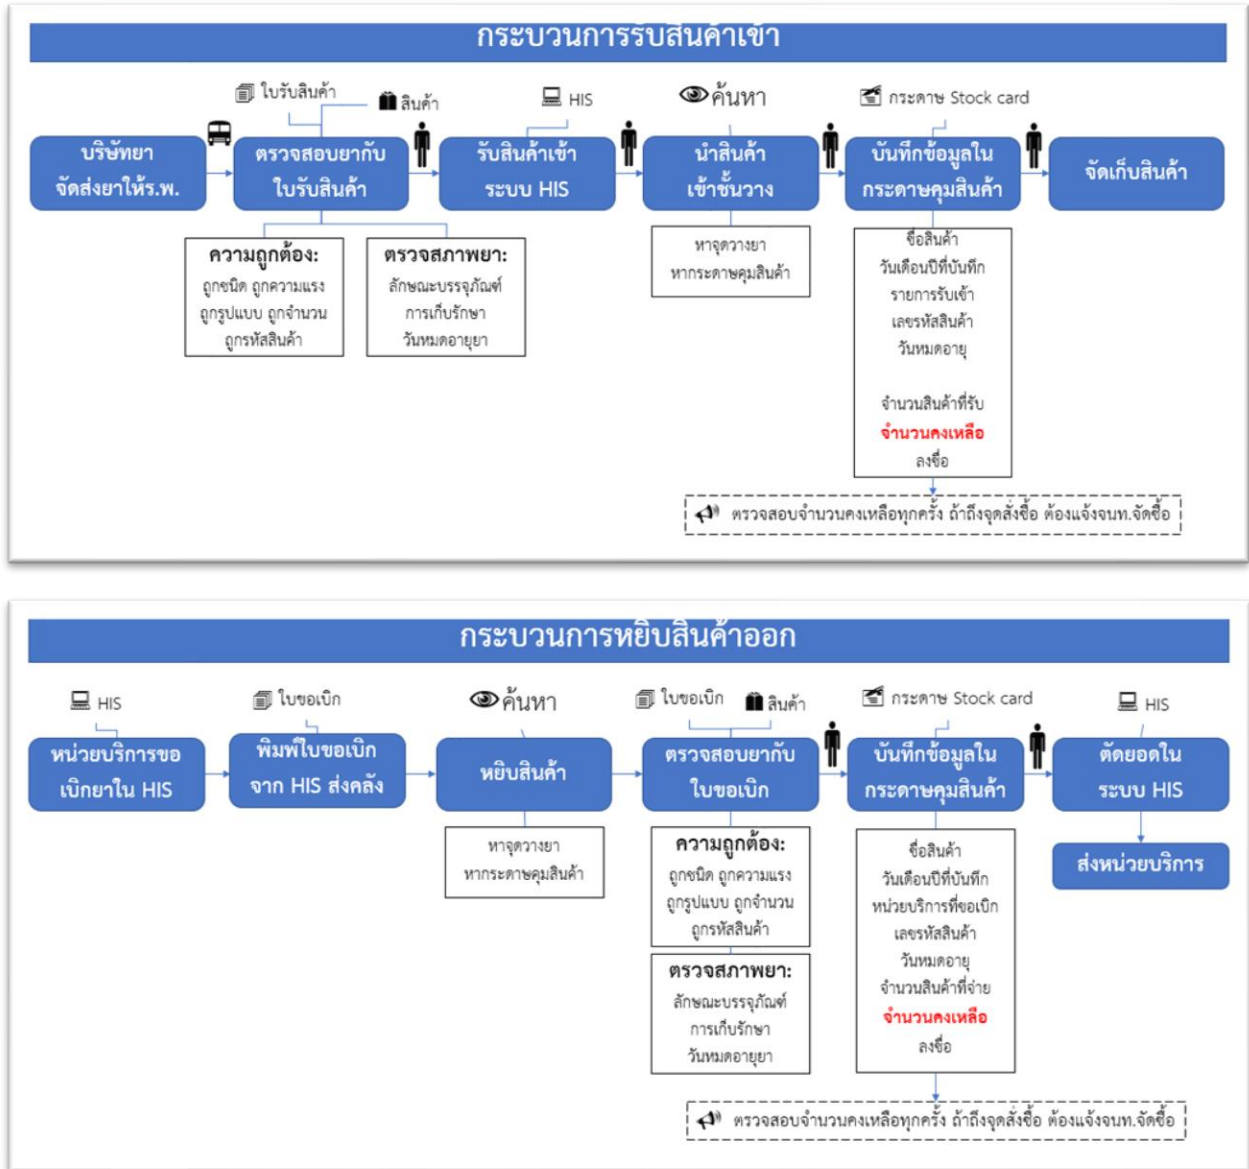 กระบวนการรับสินค้าเข้า
ใบรับสินค้า
สินค้า
HIS
ค้นหา
กระดาษ Stock card
บริษัทยา
จัดส่งยาให้ร.พ.
ตรวจสอบยากับ
ใบรับสินค้า
รับสินค้าเข้า
ระบบ HIS
นำสินค้า
เข้าชั้นวาง
บันทึกข้อมูลใน
กระดาษคุมสินค้า
จัดเก็บสินค้า
ความถูกต้อง:
ถูกชนิด ถูกความแรง
ถูกรูปแบบ ถูกจำนวน
ถูกรหัสสินค้า
ตรวจสภาพยา:
ลักษณะบรรจุภัณฑ์
การเก็บรักษา
วันหมดอายุยา
หาจุดวางยา
หากระดาษคุมสินค้า
ชื่อสินค้า
วันเดือนปีที่บันทึก
รายการรับเข้า
เลขรหัสสินค้า
วันหมดอายุ
จำนวนสินค้าที่รับ
จำนวนคงเหลือ
ลงชื่อ
ตรวจสอบจำนวนคงเหลือทุกครั้ง ถ้าถึงจุดสั่งซื้อ ต้องแจ้งจนท.จัดซื้อ
กระบวนการหยิบสินค้าออก
HIS
ใบขอเบิก
ค้นหา
ใบขอเบิก
สินค้า
กระดาษ Stock card
HIS
หน่วยบริการขอ
เบิกยาใน HIS
พิมพ์ใบขอเบิก
จาก HIS ส่งคลัง
หยิบสินค้า
ตรวจสอบยากับ
ใบขอเบิก
บันทึกข้อมูลใน
กระดาษคุมสินค้า
ตัดยอดใน
ระบบ HIS
ส่งหน่วยบริการ
หาจุดวางยา
หากระดาษคุมสินค้า
ความถูกต้อง:
ถูกชนิด ถูกความแรง
ถูกรูปแบบ ถูกจำนวน
ถูกรหัสสินค้า
ตรวจสภาพยา:
ลักษณะบรรจุภัณฑ์
การเก็บรักษา
วันหมดอายุยา
ชื่อสินค้า
วันเดือนปีที่บันทึก
หน่วยบริการที่ขอเบิก
เลขรหัสสินค้า
วันหมดอายุ
จำนวนสินค้าที่จ่าย
จำนวนคงเหลือ
ลงชื่อ
ตรวจสอบจำนวนคงเหลือทุกครั้ง ถ้าถึงจุดสั่งซื้อ ต้องแจ้งจนท.จัดซื้อ